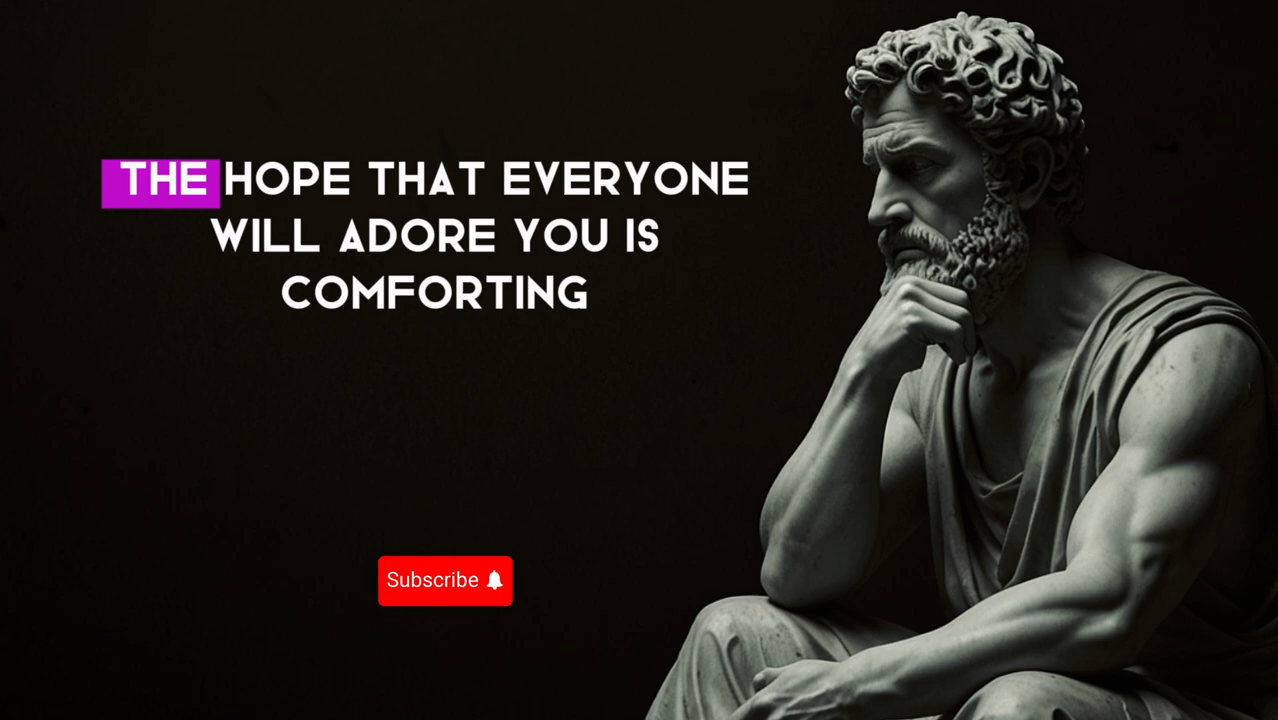 THE HOPE THAT EVERYONE
WILL ADORE YOU IS
COMFORTING
Subscribe